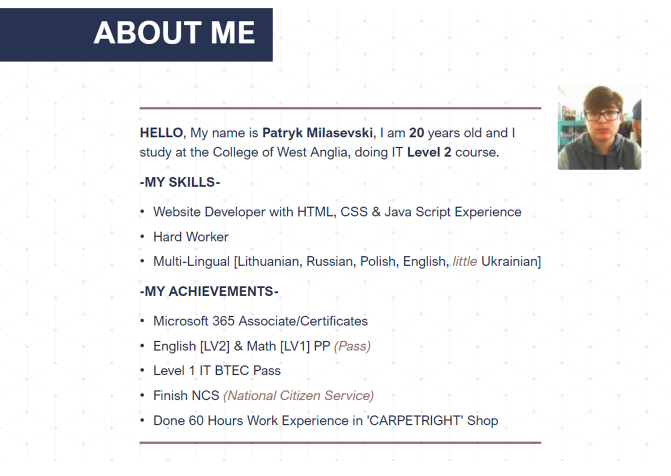 ABOUT ME
HELLO, My name is Patryk Milasevski, I am 20 years old and I
study at the College of West Anglia, doing IT Level 2 course.
-MY SKILLS-
• Website Developer with HTML, CSS & Java Script Experience
• Hard Worker
• Multi-Lingual [Lithuanian, Russian, Polish, English, little Ukrainian]
-MY ACHIEVEMENTS-
• Microsoft 365 Associate/Certificates
• English [LV2] & Math [LV1] PP (Pass)
• Level 1 IT BTEC Pass
• Finish NCS (National Citizen Service)
• Done 60 Hours Work Experience in 'CARPETRIGHT' Shop